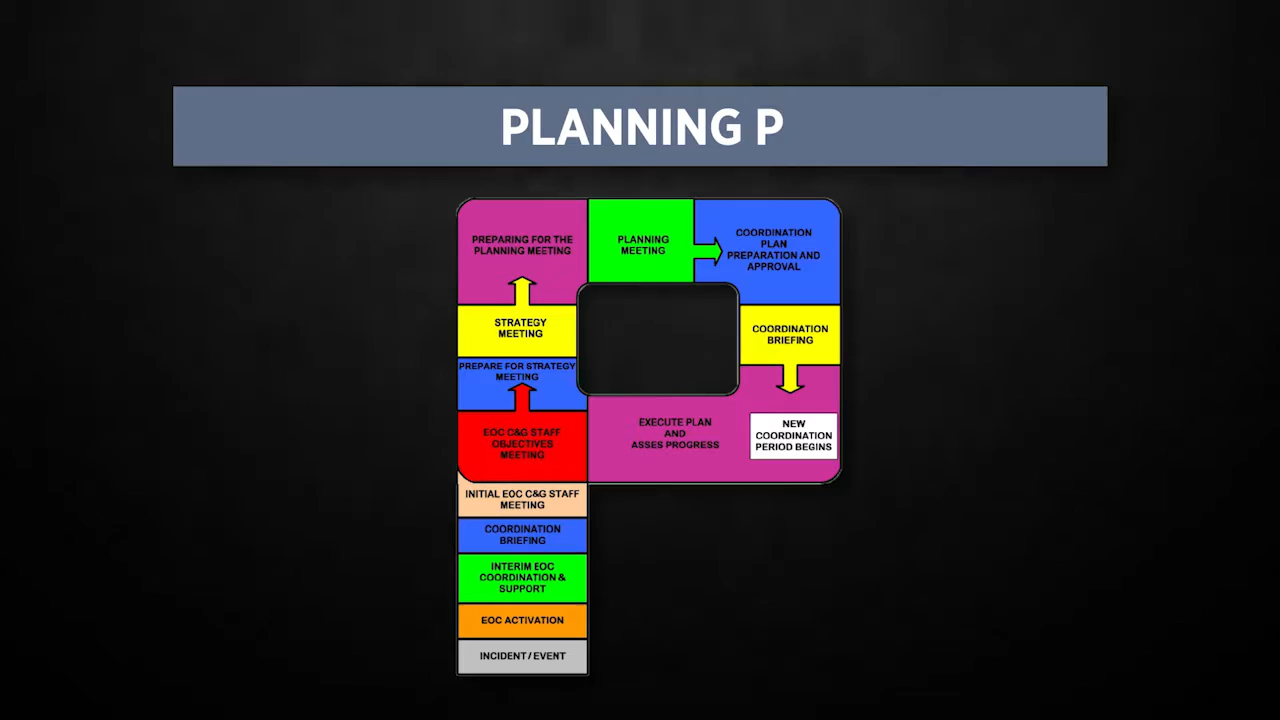 PLANNING P
PREPARING FOR THE
PLANNING MEETING
PLANNING
MEETING
COORDINATION
PLAN
PREPARATION AND
APPROVAL
STRATEGY
MEETING
COORDINATION
BRIEFING
PREPARE FOR STRATEGY
MEETING
EXECUTE PLAN
AND
ASSES PROGRESS
NEW
COORDINATION
PERIOD BEGINS
EOC C&G STAFF
OBJECTIVES
MEETING
INITIAL EOC C&G STAFF
MEETING
COORDINATION
BRIEFING
INTERIM EOC
COORDINATION &
SUPPORT
EOC ACTIVATION
INCIDENT / EVENT